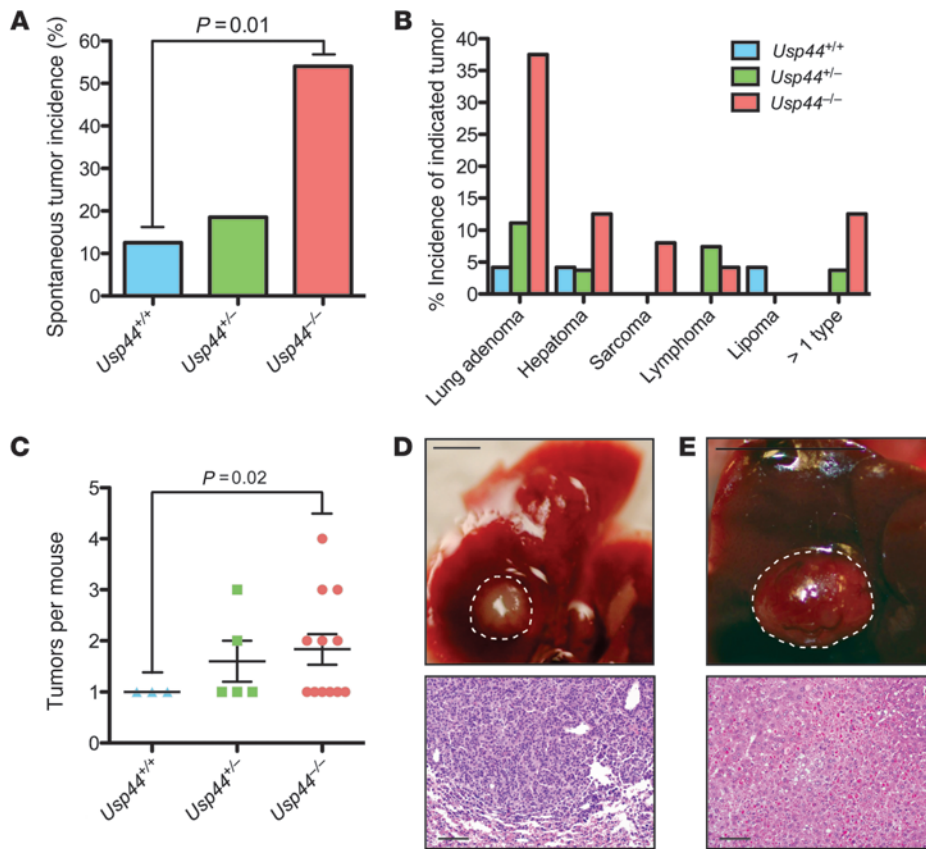 A
P = 0.01
Spontaneous tumor incidence (%)
60
50
40
30
20
10
0
Usp44+/+
Usp44+/–
Usp44–/–
B
% Incidence of indicated tumor
40
35
30
25
20
15
10
5
0
Usp44+/+
Usp44+/–
Usp44–/–
Lung adenoma
Hepatoma
Sarcoma
Lymphoma
Lipoma
> 1 type
C
P = 0.02
Tumors per mouse
5
4
3
2
1
0
Usp44+/+
Usp44+/–
Usp44–/–
D
E